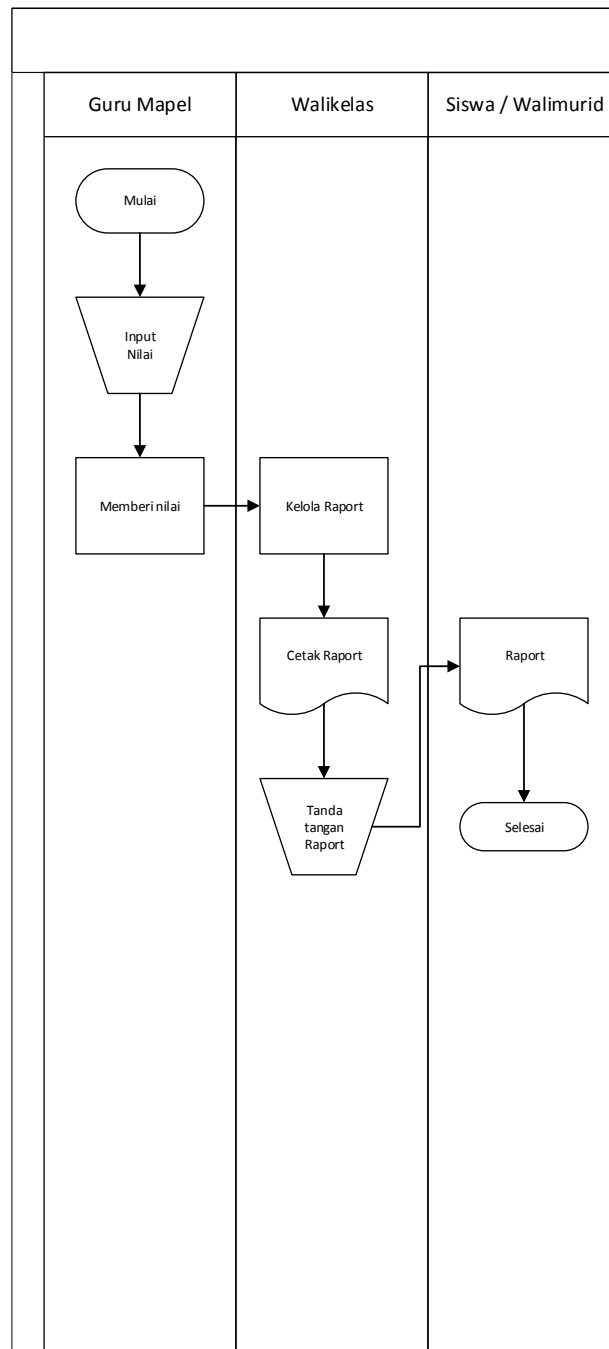 Guru Mapel
Walikelas
Siswa / Walimurid
Mulai
Input
Nilai
Memberi nilai
Kelola Raport
Cetak Raport
Raport
Tanda
tangan
Raport
Selesai